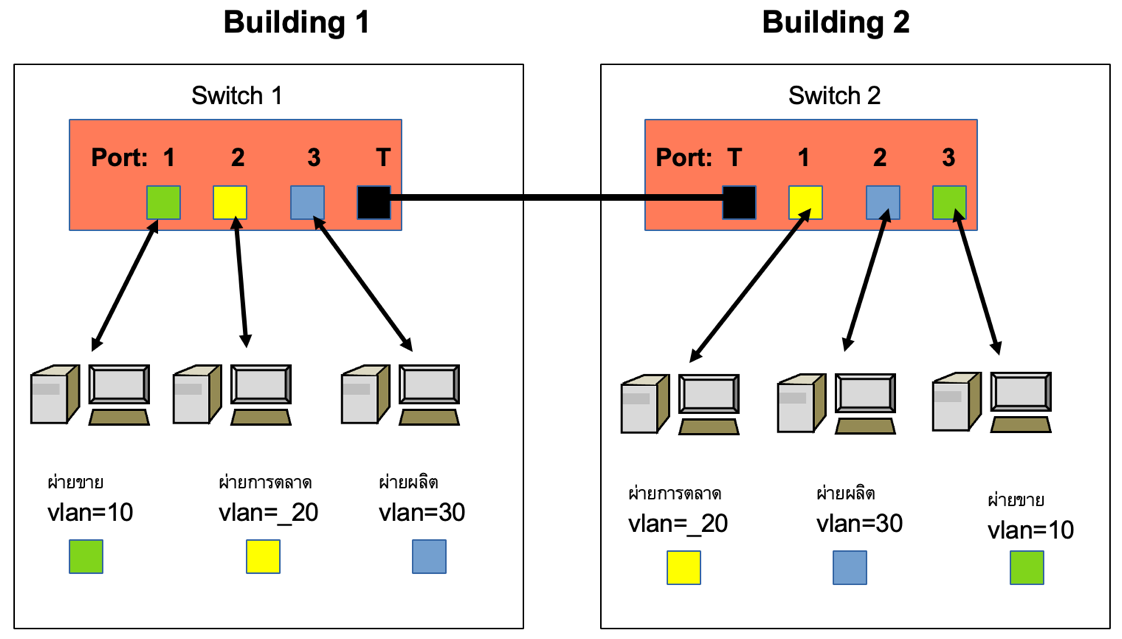 Building 1
Building 2
Switch 1
Port: 1 2 3 T
ฝ่ายขาย
vlan=10
ฝ่ายการตลาด
vlan=_20
ฝ่ายผลิต
vlan=30
Switch 2
Port: T 1 2 3
ฝ่ายการตลาด
vlan=_20
ฝ่ายผลิต
vlan=30
ฝ่ายขาย
vlan=10